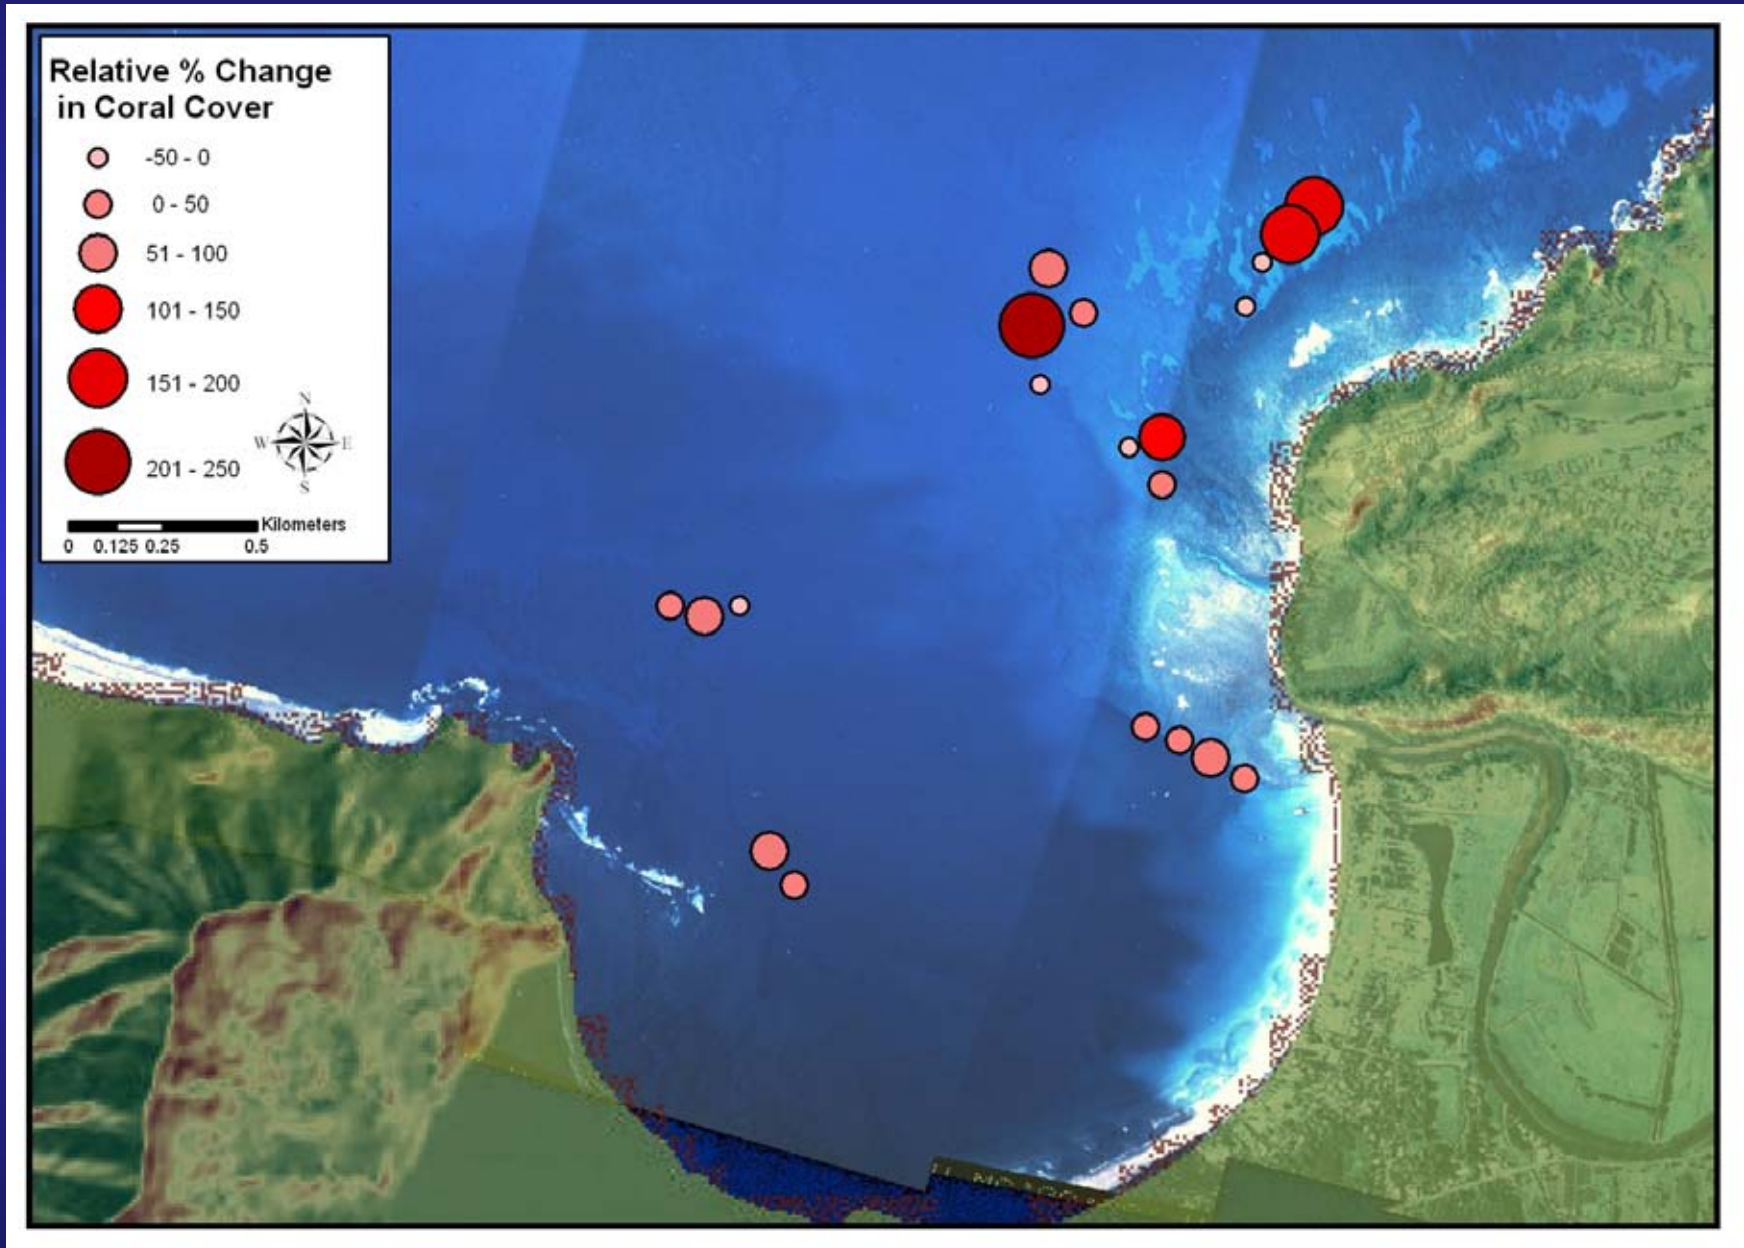 Relative % Change
in Coral Cover
-50 - 0
0 - 50
51 - 100
101 - 150
151 - 200
201 - 250
N
W E
S
Kilometers
0 0.125 0.25 0.5